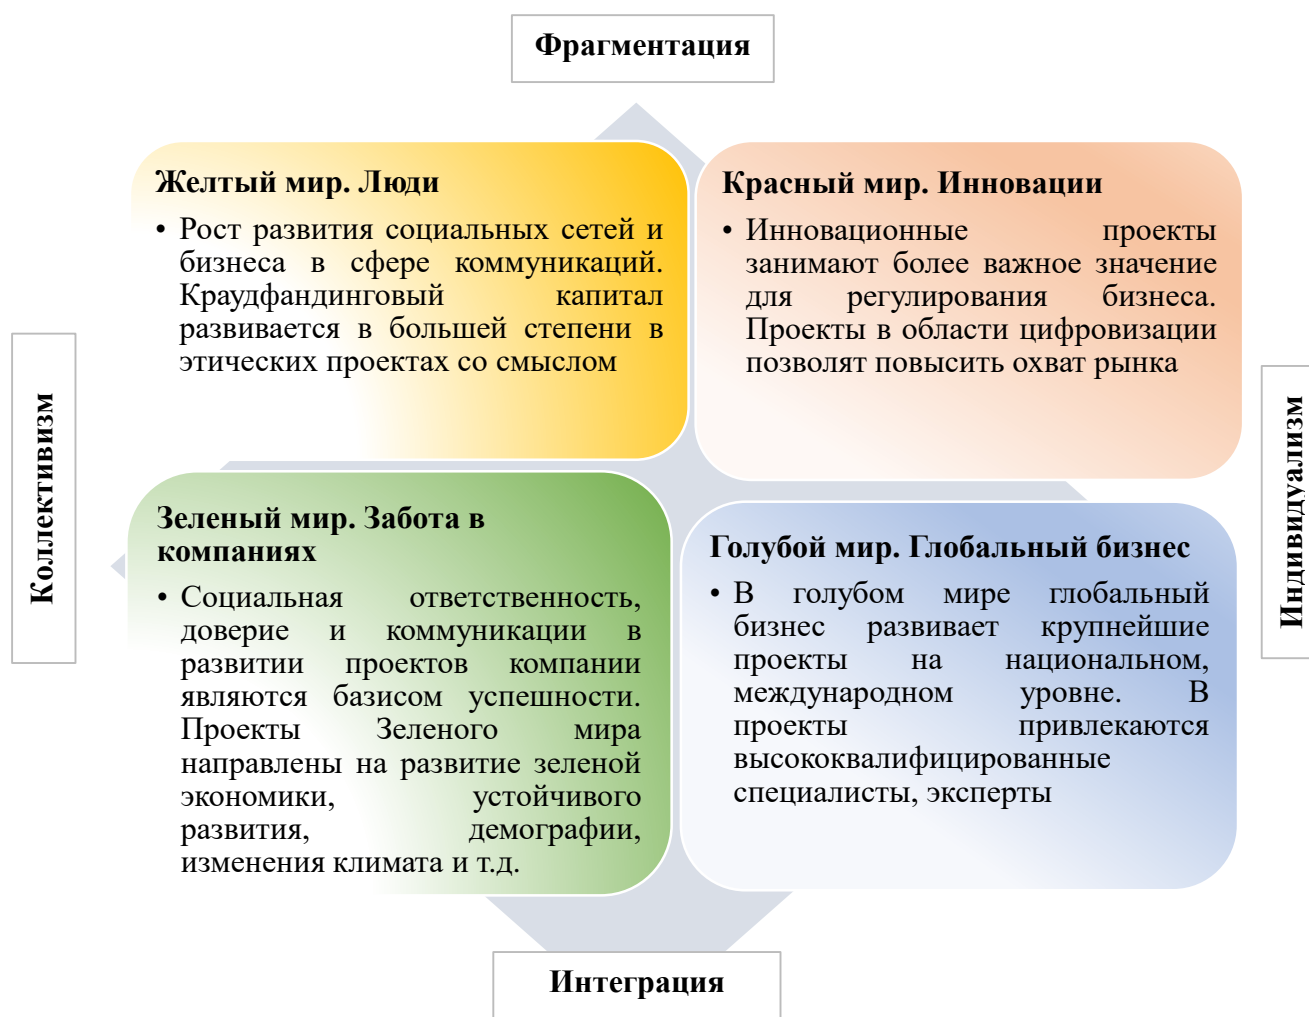 Фрагментация
Желтый мир. Люди
• Рост развития социальных сетей и
бизнеса в сфере коммуникаций.
Краудфандинговый капитал
развивается в большей степени в
этических проектах со смыслом
Красный мир. Инновации
• Инновационные проекты
занимают более важное значение
для регулирования бизнеса.
Проекты в области цифровизации
позволят повысить охват рынка
Коллективизм
Индивидуализм
Зеленый мир. Забота в
компаниях
• Социальная ответственность,
доверие и коммуникации в
развитии проектов компании
являются базисом успешности.
Проекты Зеленого мира
направлены на развитие зеленой
экономики, устойчивого
развития, демографии,
изменения климата и т.д.
Голубой мир. Глобальный бизнес
• В голубом мире глобальный
бизнес развивает крупнейшие
проекты на национальном,
международном уровне. В
проекты привлекаются
высококвалифицированные
специалисты, эксперты
Интеграция